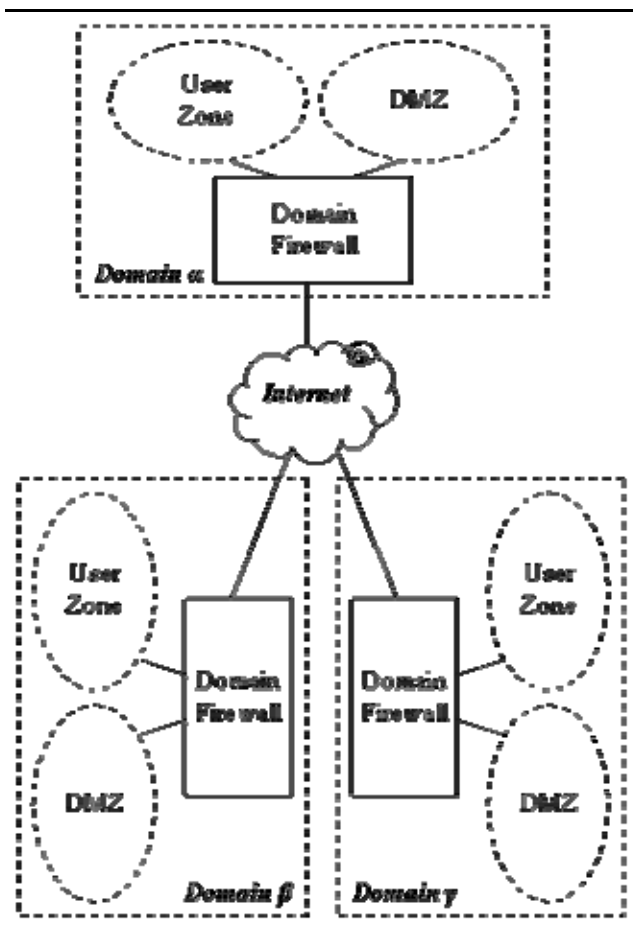 User
Zone
DMZ
Domain
Firewall
Domain α
Internet
User
Zone
Domain
Firewall
DMZ
Domain β
User
Zone
Domain
Firewall
DMZ
Domain γ